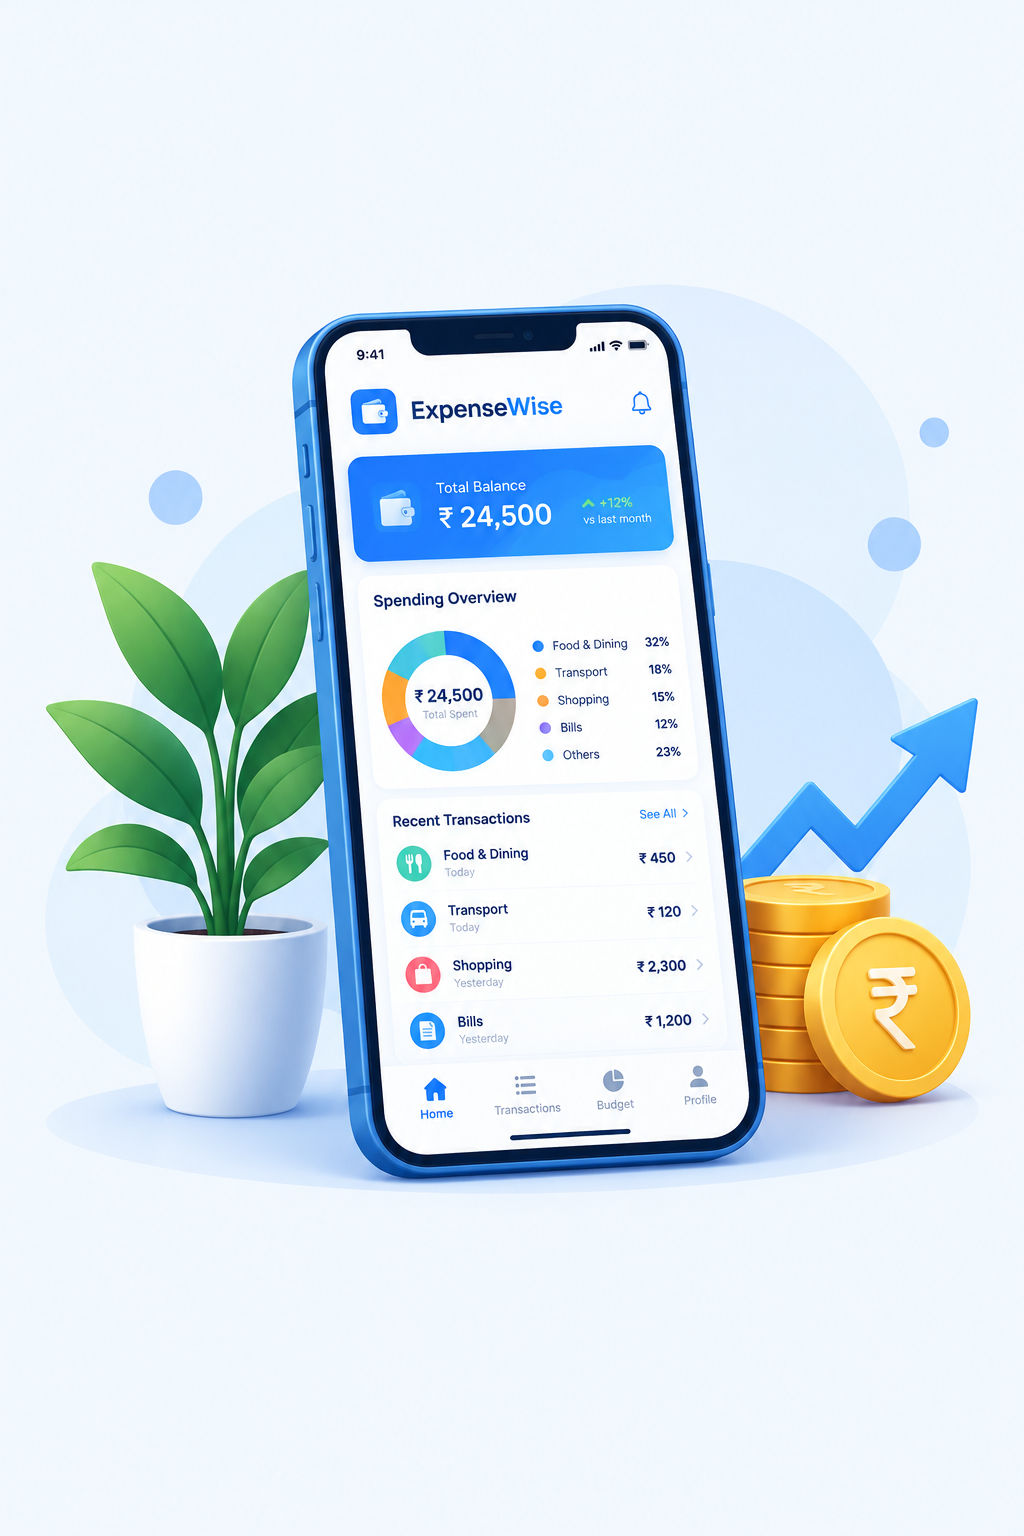 9:41
ExpenseWise
Total Balance
₹ 24,500
+12%
vs last month
Spending Overview
₹ 24,500
Total Spent
Food & Dining 32%
Transport 18%
Shopping 15%
Bills 12%
Others 23%
Recent Transactions See All >
Food & Dining ₹ 450
Today
Transport ₹ 120
Today
Shopping ₹ 2,300
Yesterday
Bills ₹ 1,200
Yesterday
Home Transactions Budget Profile
₹